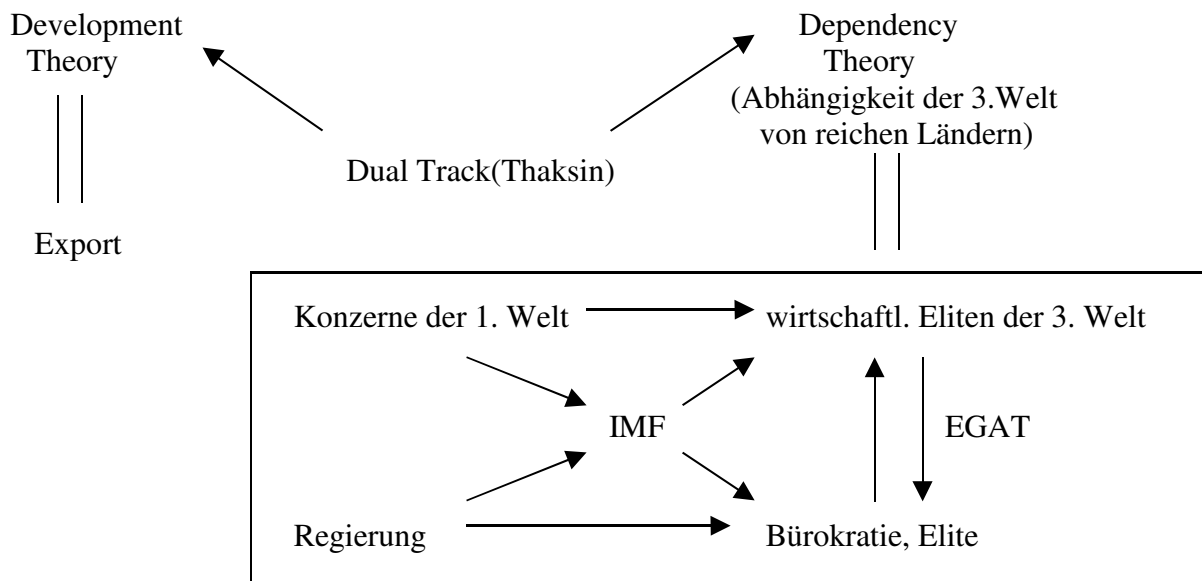 Development
Theory
Dependency
Theory
(Abhängigkeit der 3.Welt
von reichen Ländern)
Dual Track(Thaksin)
Export
Konzerne der 1. Welt
wirtschaftl. Eliten der 3. Welt
IMF
EGAT
Regierung
Bürokratie, Elite